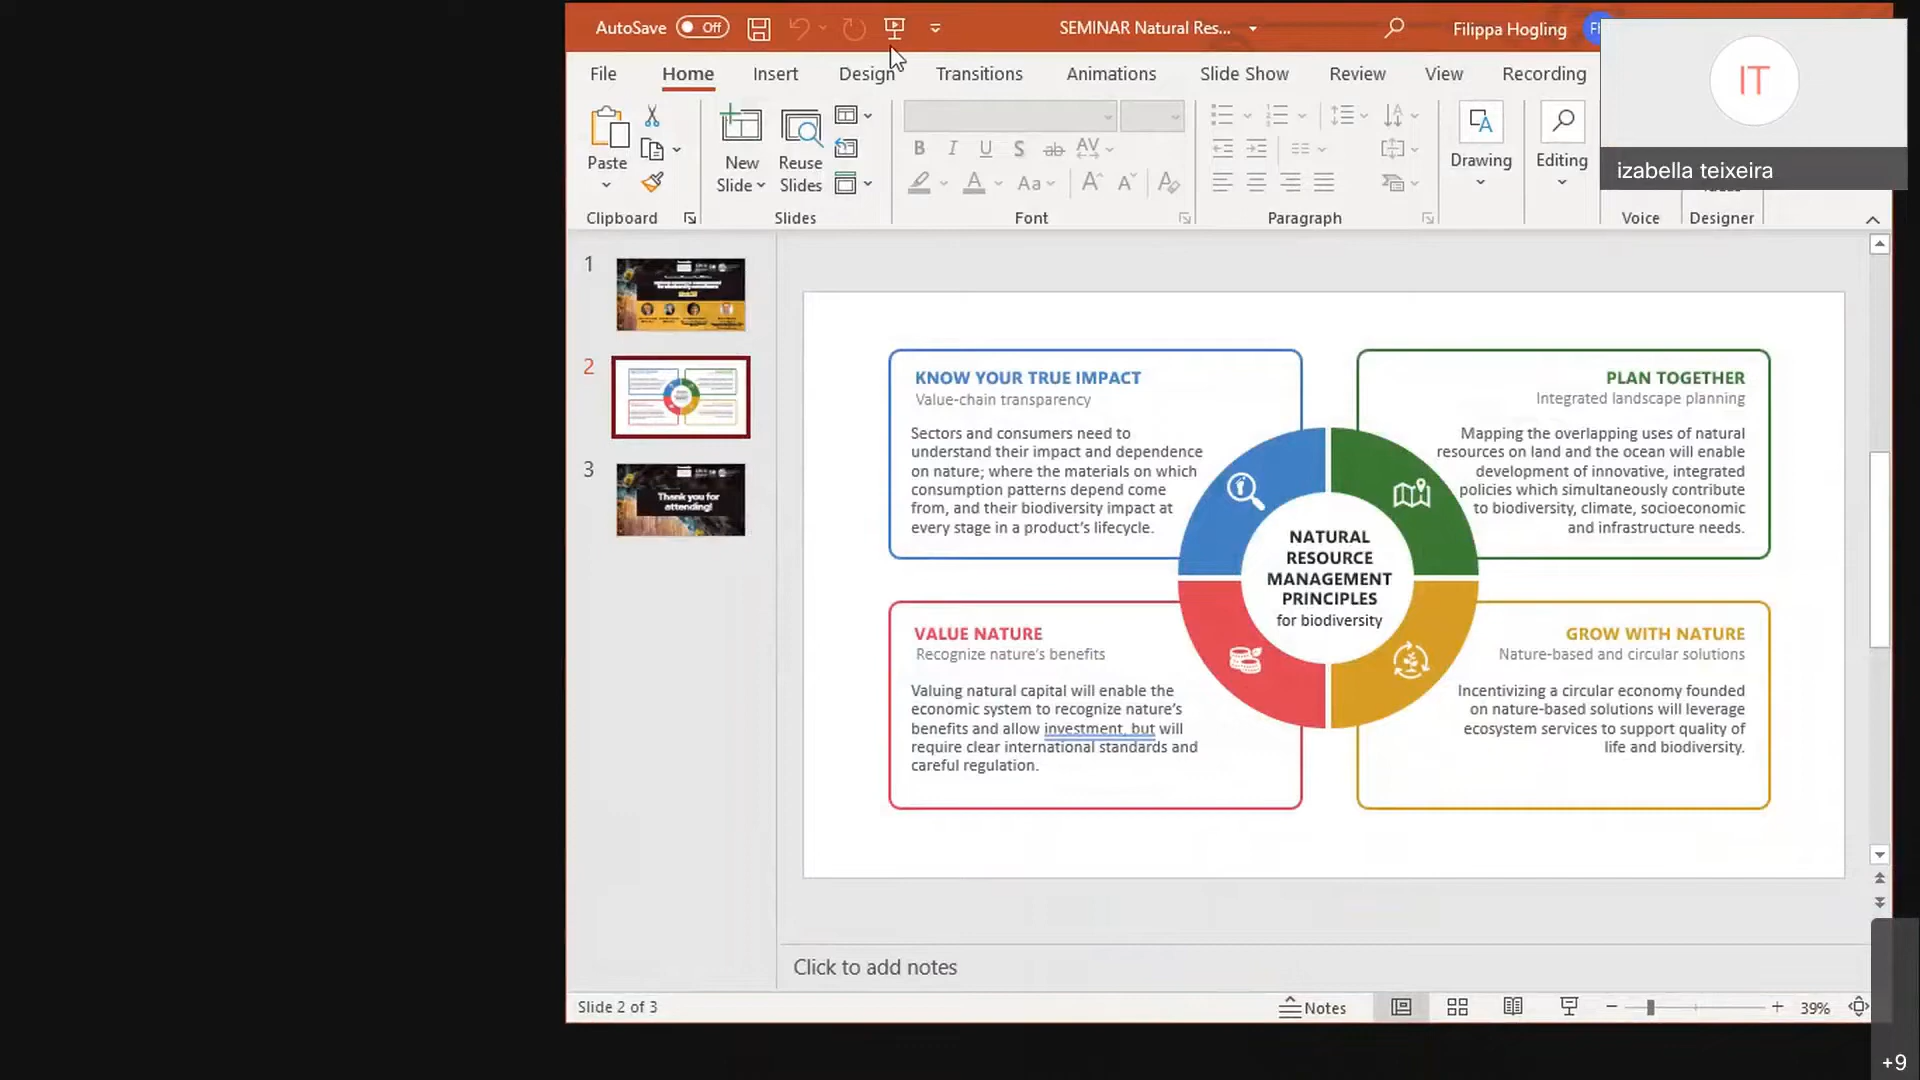 AutoSave Off
SEMINAR Natural Res...
Filippa Hogling
IT
izabella teixeira
File Home Insert Design Transitions Animations Slide Show Review View Recording
Paste
New Slide
Reuse Slides
Drawing
Editing
Clipboard
Slides
Font
Paragraph
Voice
Designer
1
2
3
Thank you for
attending!
KNOW YOUR TRUE IMPACT
Value-chain transparency
Sectors and consumers need to
understand their impact and dependence
on nature; where the materials on which
consumption patterns depend come
from, and their biodiversity impact at
every stage in a product's lifecycle.
PLAN TOGETHER
Integrated landscape planning
Mapping the overlapping uses of natural
resources on land and the ocean will enable
development of innovative, integrated
policies which simultaneously contribute
to biodiversity, climate, socioeconomic
and infrastructure needs.
NATURAL
RESOURCE
MANAGEMENT
PRINCIPLES
for biodiversity
VALUE NATURE
Recognize nature's benefits
Valuing natural capital will enable the
economic system to recognize nature's
benefits and allow investment, but will
require clear international standards and
careful regulation.
GROW WITH NATURE
Nature-based and circular solutions
Incentivizing a circular economy founded
on nature-based solutions will leverage
ecosystem services to support quality of
life and biodiversity.
Click to add notes
Slide 2 of 3
Notes
39%
+9